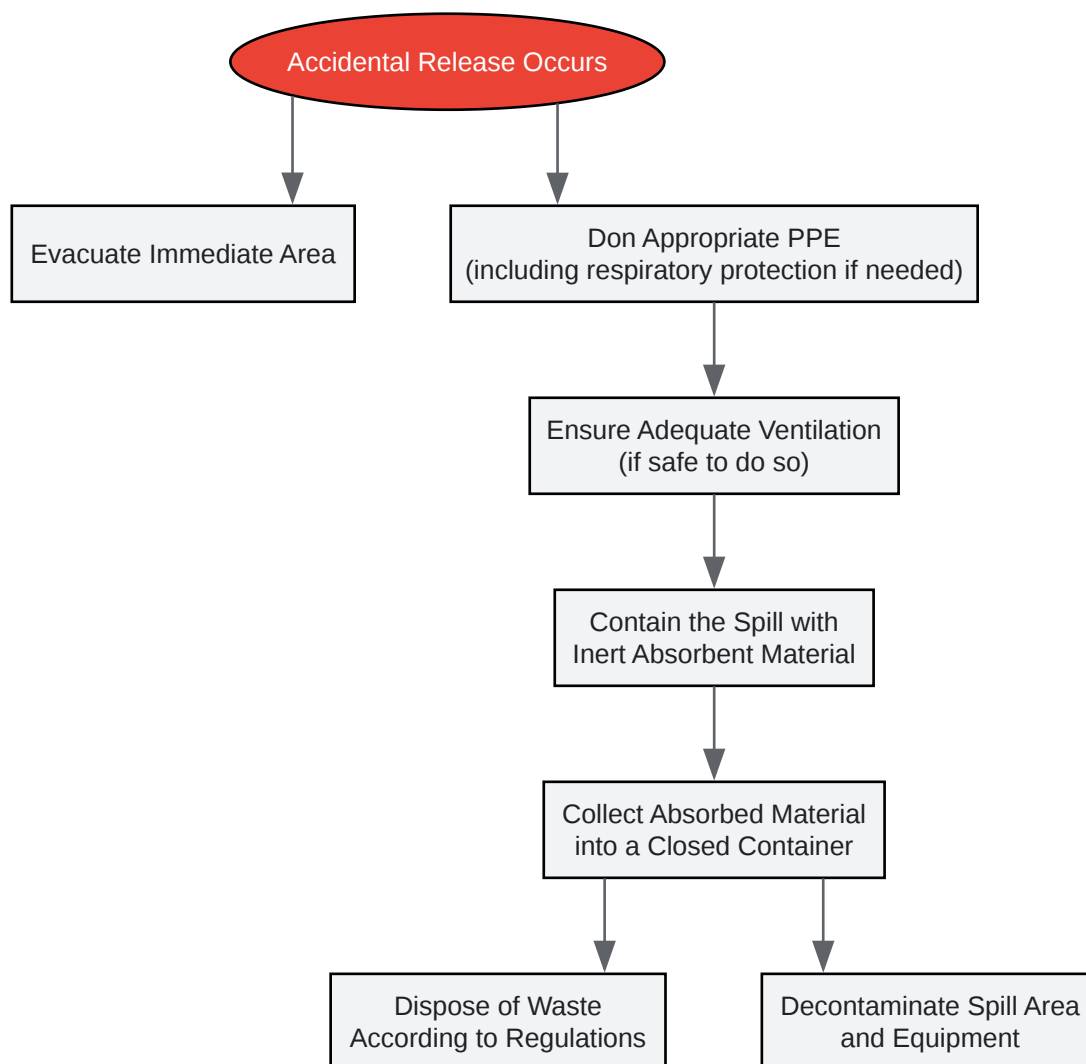 Accidental Release Occurs
Evacuate Immediate Area
Don Appropriate PPE
(including respiratory protection if needed)
Ensure Adequate Ventilation
(if safe to do so)
Contain the Spill with
Inert Absorbent Material
Collect Absorbed Material
into a Closed Container
Dispose of Waste
According to Regulations
Decontaminate Spill Area
and Equipment